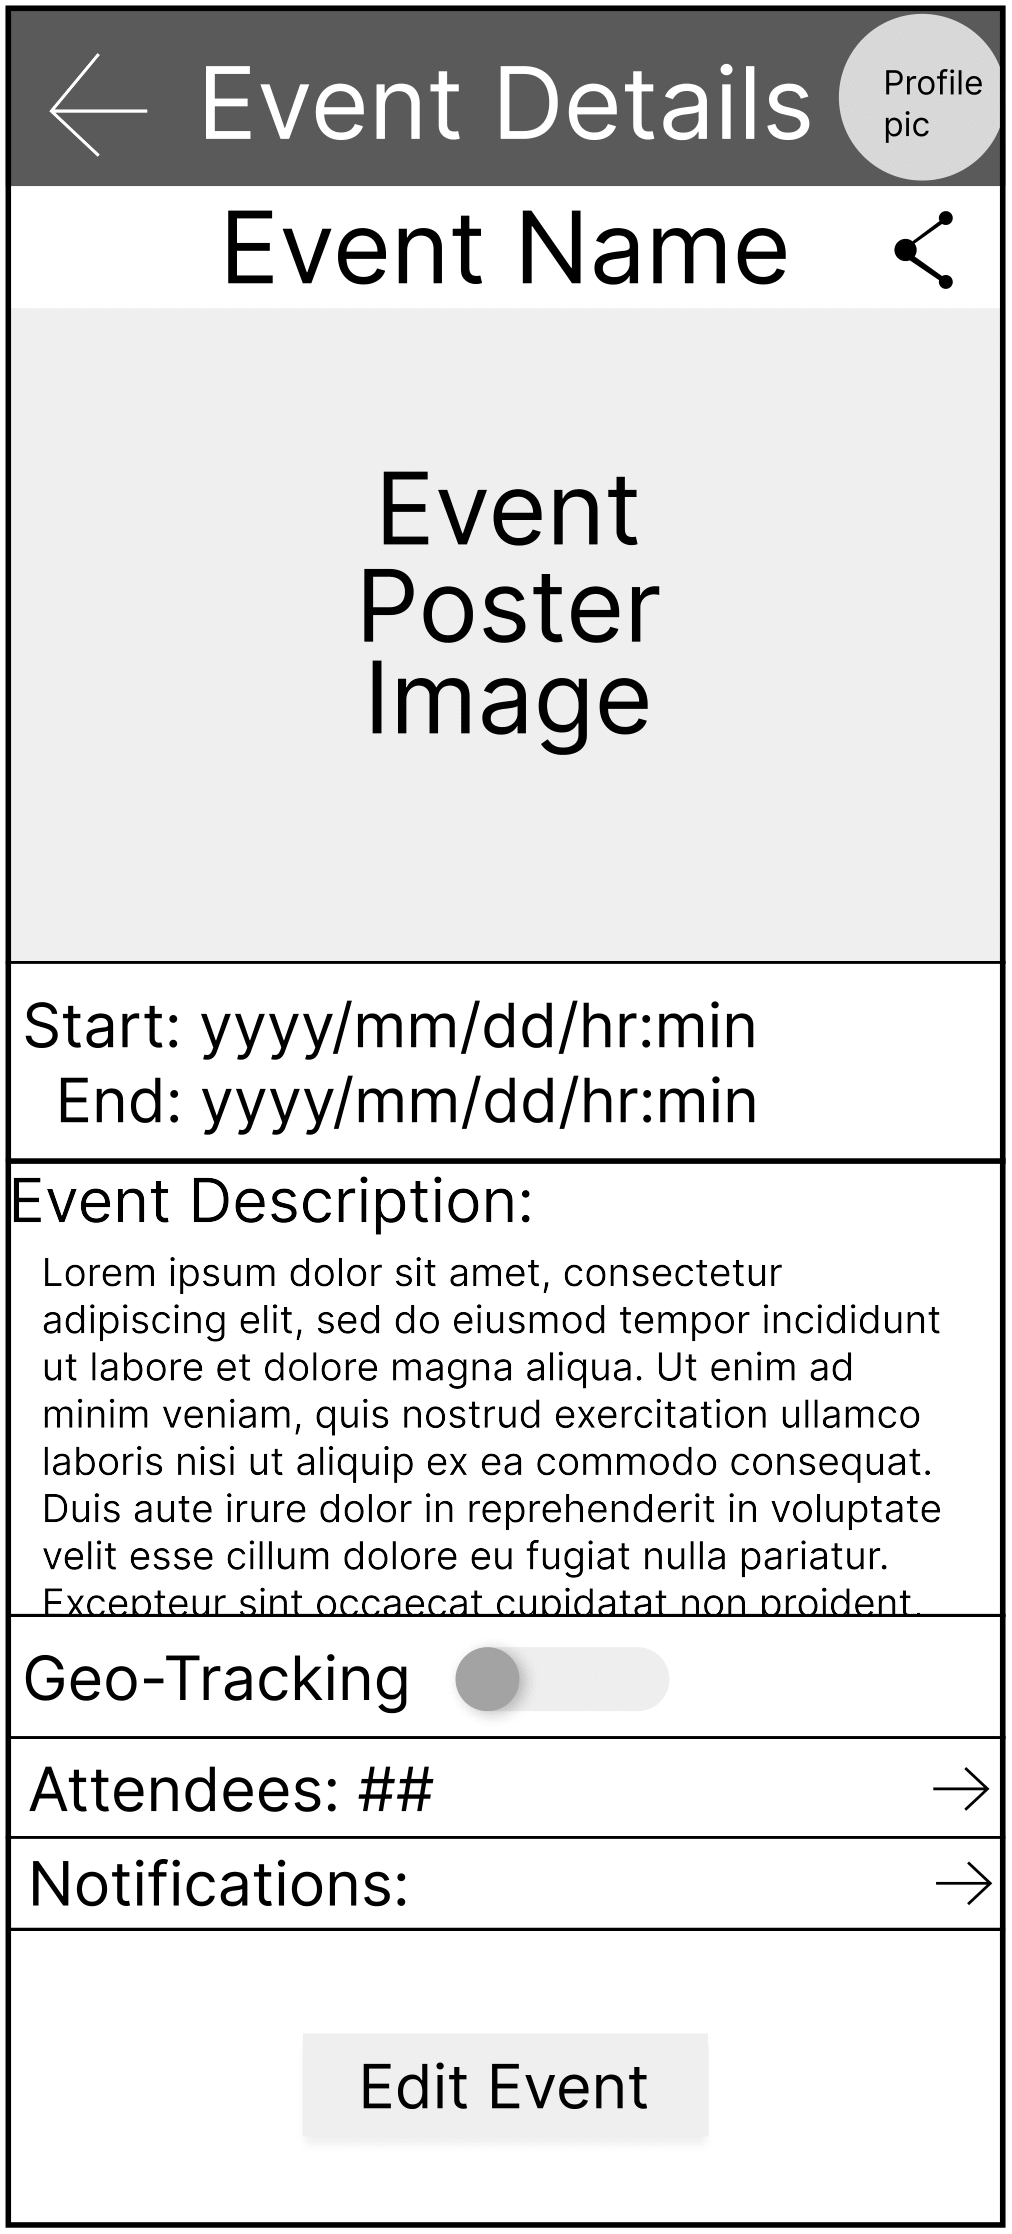 Event Details
Profile
pic
Event Name
Event
Poster
Image
Start: yyyy/mm/dd/hr:min
End: yyyy/mm/dd/hr:min
Event Description:
Lorem ipsum dolor sit amet, consectetur
adipiscing elit, sed do eiusmod tempor incididunt
ut labore et dolore magna aliqua. Ut enim ad
minim veniam, quis nostrud exercitation ullamco
laboris nisi ut aliquip ex ea commodo consequat.
Duis aute irure dolor in reprehenderit in voluptate
velit esse cillum dolore eu fugiat nulla pariatur.
Excepteur sint occaecat cupidatat non proident,
Geo-Tracking
Attendees: ##
Notifications:
Edit Event